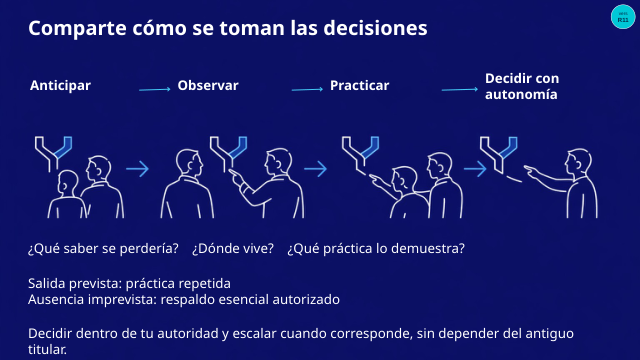 Comparte cómo se toman las decisiones
R11
Anticipar
Observar
Practicar
Decidir con
autonomía
¿Qué saber se perdería? ¿Dónde vive? ¿Qué práctica lo demuestra?
Salida prevista: práctica repetida
Ausencia imprevista: respaldo esencial autorizado
Decidir dentro de tu autoridad y escalar cuando corresponde, sin depender del antiguo
titular.